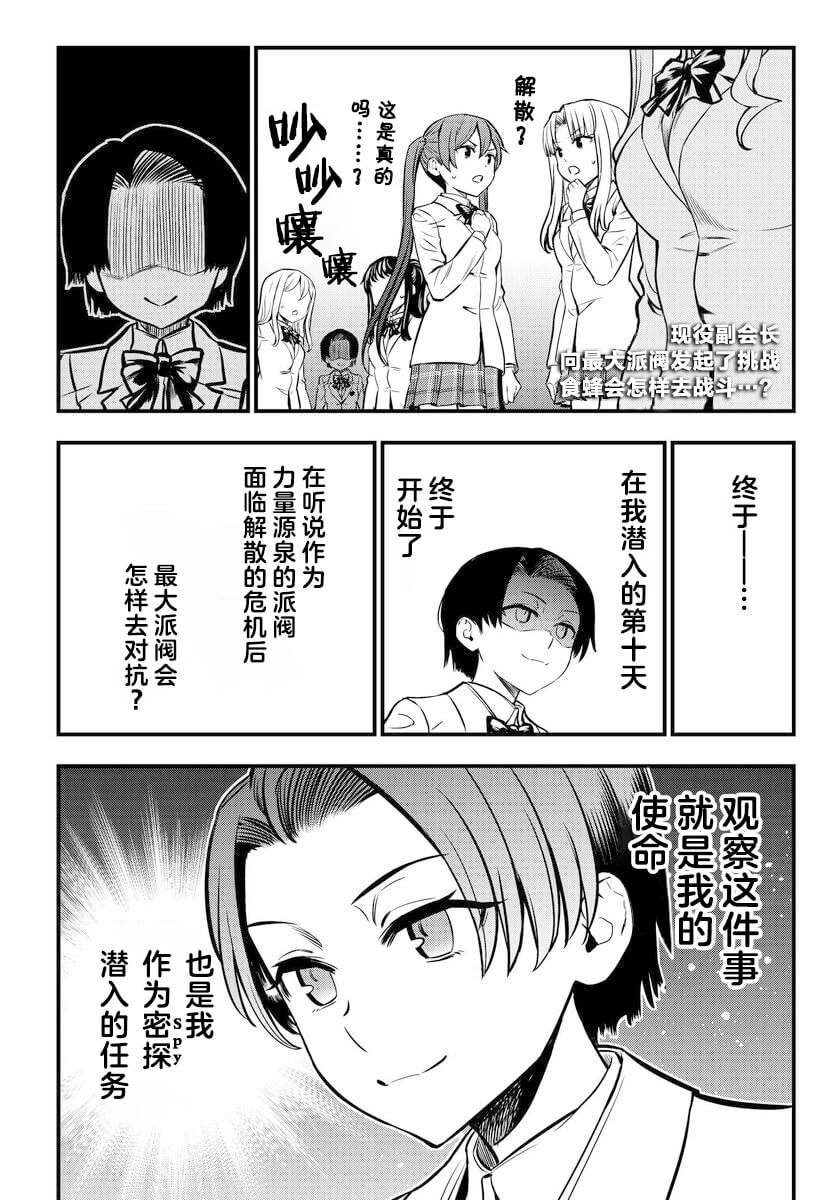 解散？
这是真的
吗……？
吵吵嚷嚷
现役副会长
向最大派阀发起了挑战
食蜂会怎样去战斗…？
终于——…
在我潜入的第十天
终于
开始了
在听说作为
力量源泉的派阀
面临解散的危机后
最大派阀会
怎样去对抗？
观察这件事
就是我的
使命
也是我
作为密探
spy
潜入的任务